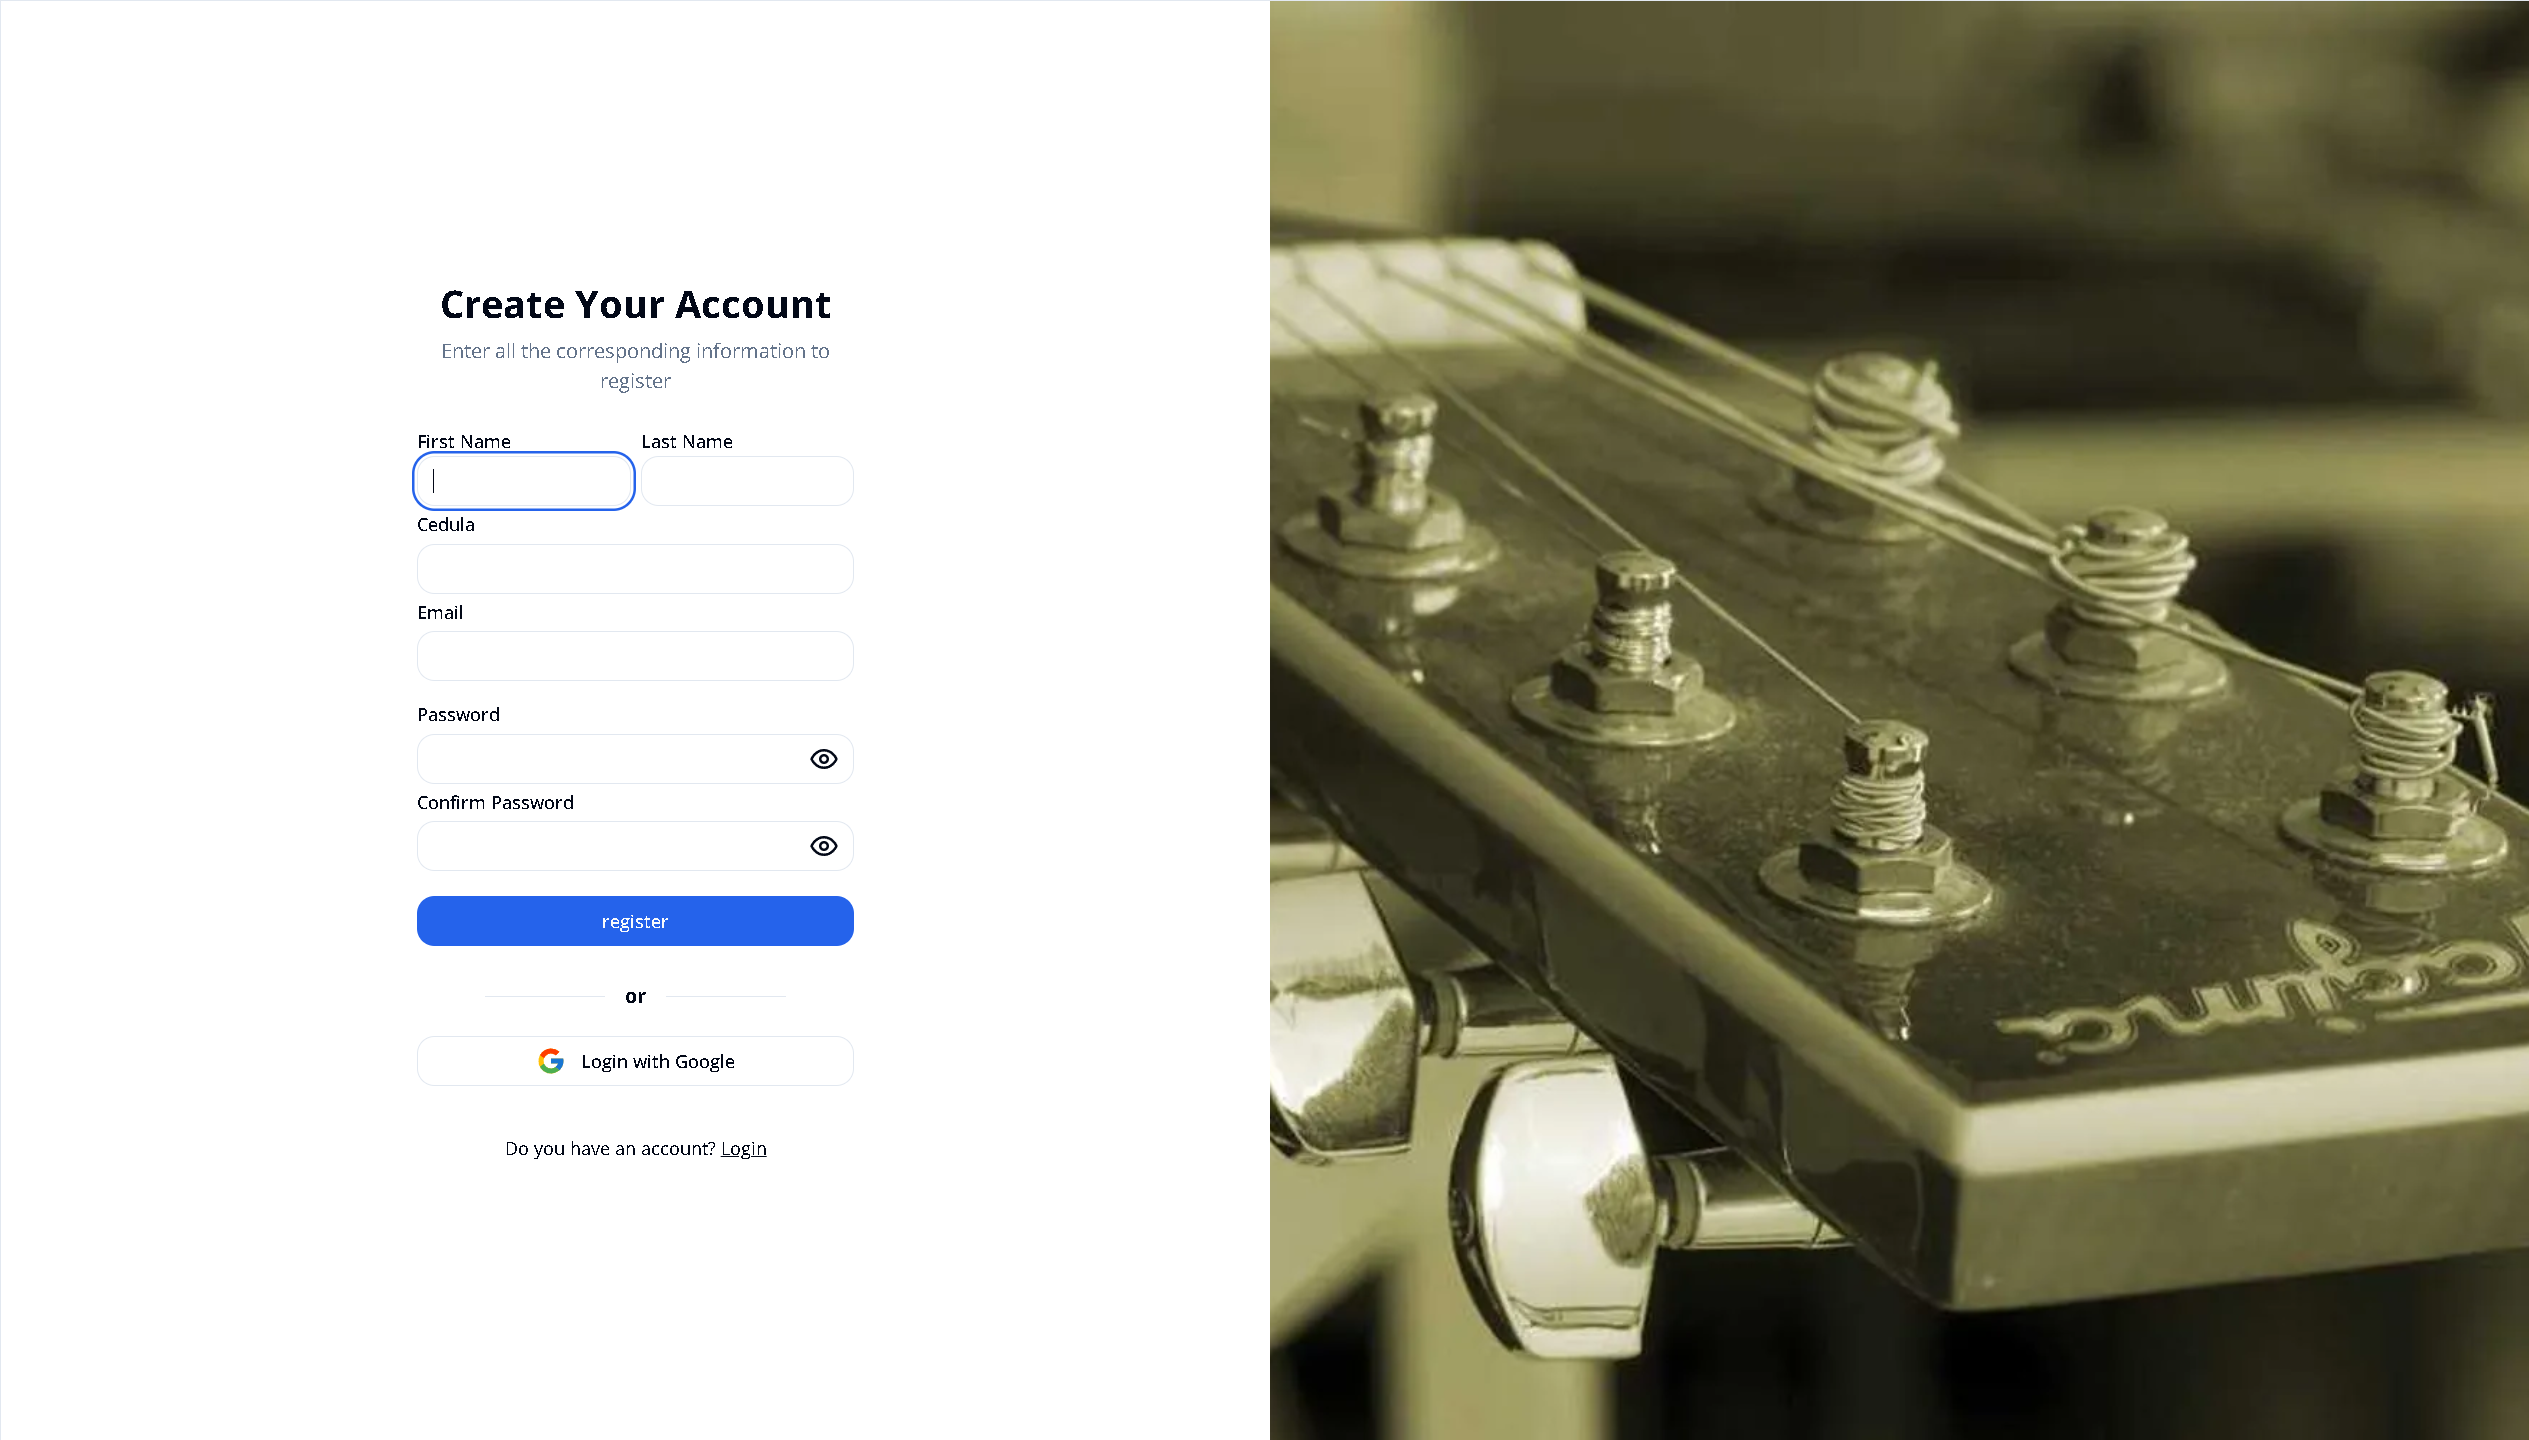 Create Your Account
Enter all the corresponding information to
register
First Name Last Name
Cedula
Email
Password
Confirm Password
register
or
Login with Google
Do you have an account? Login